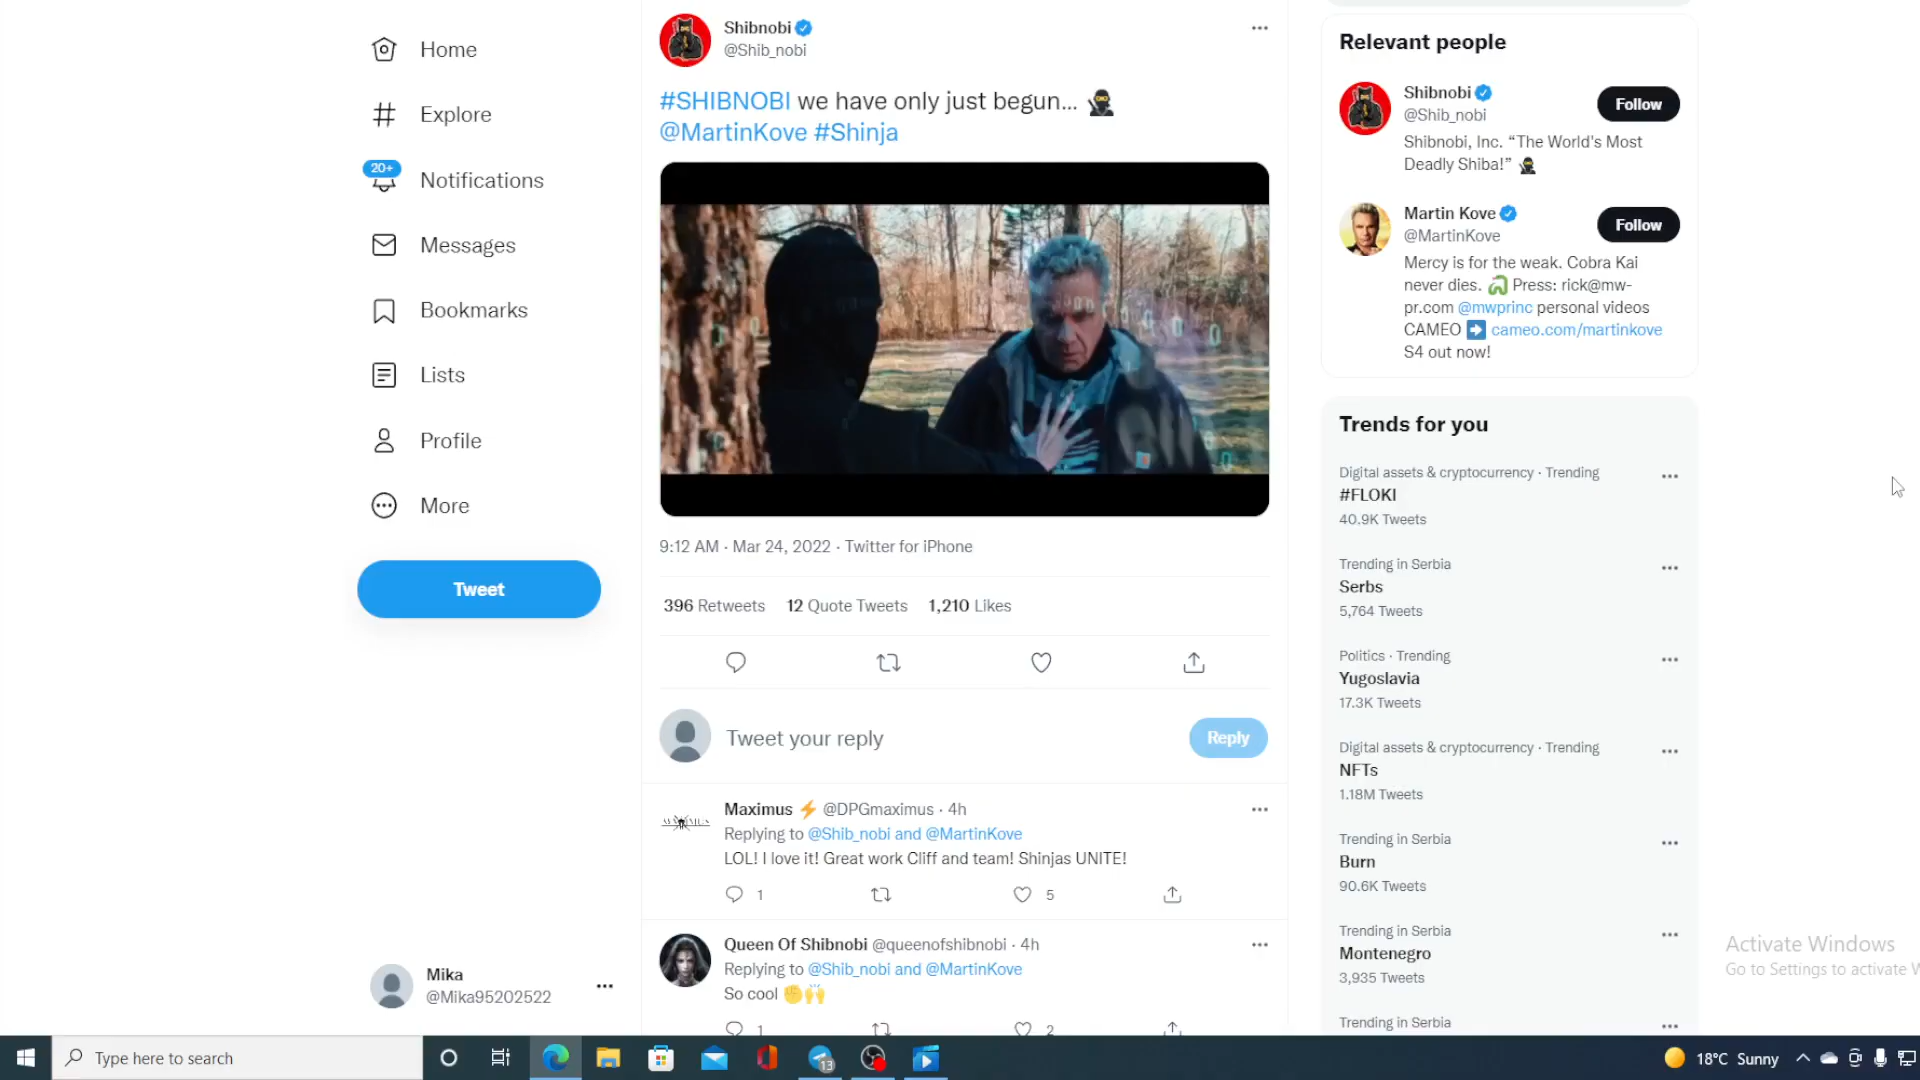 Home
Explore
20+
Notifications
Messages
Bookmarks
Lists
Profile
More
Tweet
Mika
@Mika95202522
Shibnobi
@Shib_nobi
#SHIBNOBI we have only just begun... 🥷
@MartinKove #Shinja
9:12 AM · Mar 24, 2022 · Twitter for iPhone
396 Retweets 12 Quote Tweets 1,210 Likes
Tweet your reply
Reply
Maximus ⚡ @DPGmaximus · 4h
Replying to @Shib_nobi and @MartinKove
LOL! I love it! Great work Cliff and team! Shinjas UNITE!
1 5
Queen Of Shibnobi @queenofshibnobi · 4h
Replying to @Shib_nobi and @MartinKove
So cool ✊🙌
1 2
Relevant people
Shibnobi
@Shib_nobi
Follow
Shibnobi, Inc. “The World's Most
Deadly Shiba!” 🥷
Martin Kove
@MartinKove
Follow
Mercy is for the weak. Cobra Kai
never dies. 🐍 Press: rick@mw-
pr.com @mwprinc personal videos
CAMEO ➡️ cameo.com/martinkove
S4 out now!
Trends for you
Digital assets & cryptocurrency · Trending
#FLOKI
40.9K Tweets
Trending in Serbia
Serbs
5,764 Tweets
Politics · Trending
Yugoslavia
17.3K Tweets
Digital assets & cryptocurrency · Trending
NFTs
1.18M Tweets
Trending in Serbia
Burn
90.6K Tweets
Trending in Serbia
Montenegro
3,935 Tweets
Trending in Serbia
Activate Windows
Go to Settings to activate W
Type here to search
13
18°C Sunny